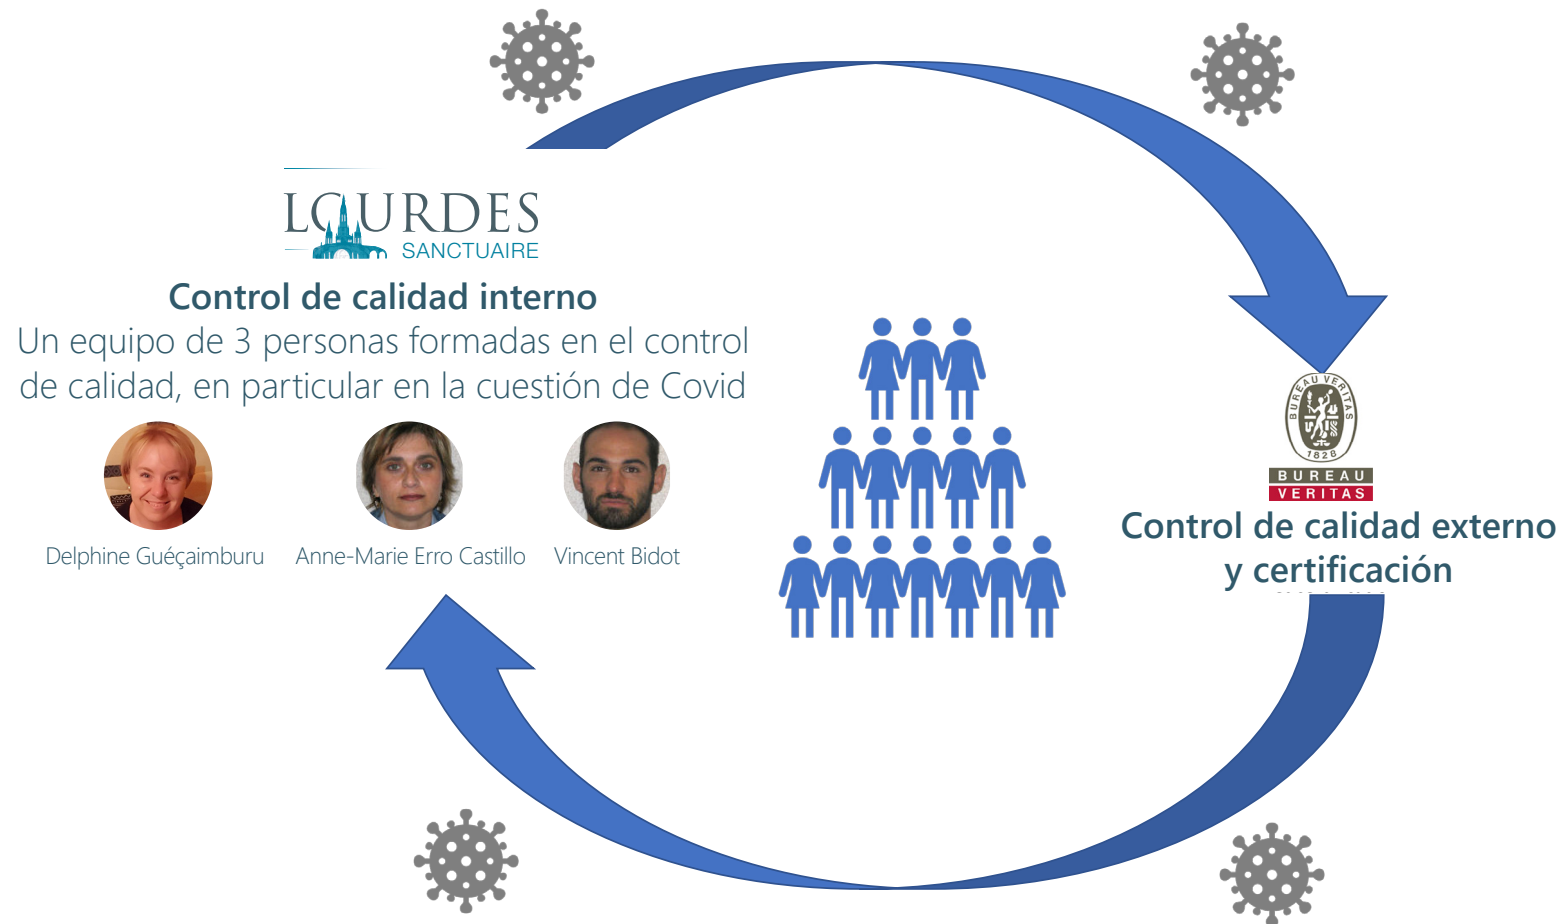 LOURDES
SANCTUAIRE
Control de calidad interno
Un equipo de 3 personas formadas en el control
de calidad, en particular en la cuestión de Covid
Delphine Guéçaimburu
Anne-Marie Erro Castillo
Vincent Bidot
BUREAU VERITAS
1828
BUREAU
VERITAS
Control de calidad externo
y certificación